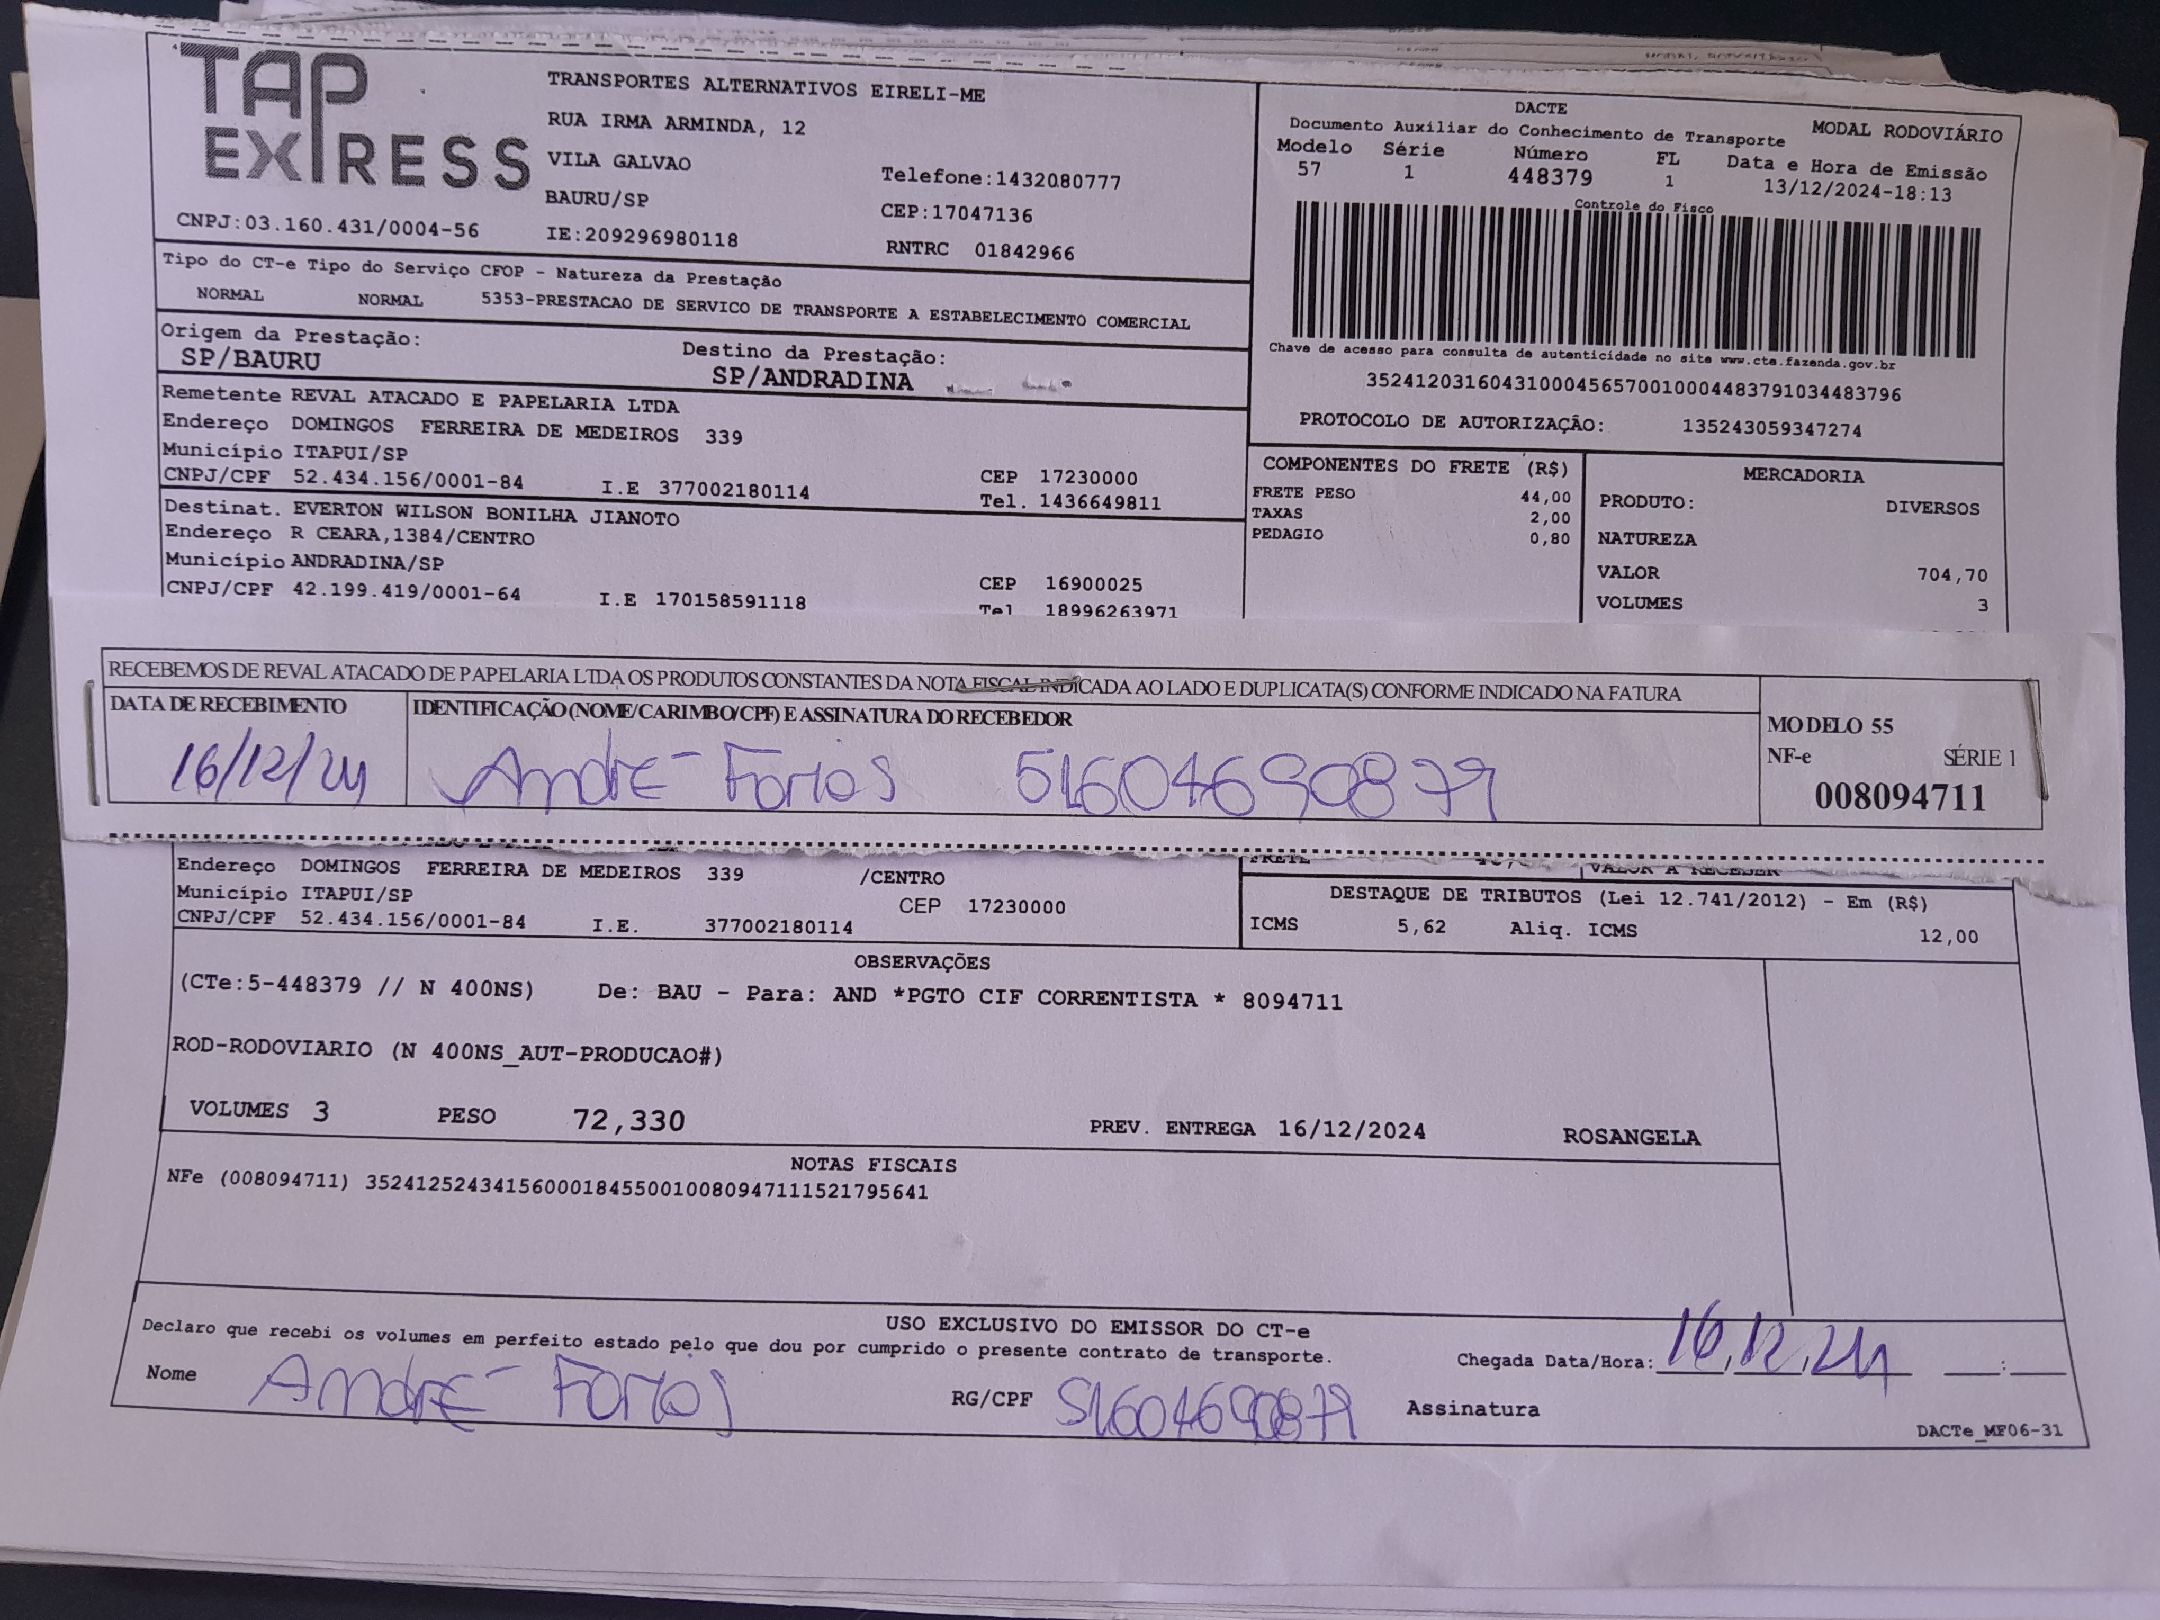 TAP EXPRESS
TRANSPORTES ALTERNATIVOS EIRELI-ME
RUA IRMA ARMINDA, 12
VILA GALVAO
BAURU/SP
Telefone:1432080777
CEP:17047136
CNPJ:03.160.431/0004-56
IE:209296980118
RNTRC 01842966
DACTE
Documento Auxiliar do Conhecimento de Transporte
MODAL RODOVIÁRIO
Modelo Série Número FL Data e Hora de Emissão
57 1 448379 1 13/12/2024-18:13
Controle do Fisco
Chave de acesso para consulta de autenticidade no site www.cte.fazenda.gov.br
35241203160431000456570010004483791034483796
PROTOCOLO DE AUTORIZAÇÃO: 135243059347274
Tipo do CT-e Tipo do Serviço CFOP - Natureza da Prestação
NORMAL NORMAL 5353-PRESTACAO DE SERVICO DE TRANSPORTE A ESTABELECIMENTO COMERCIAL
Origem da Prestação:
SP/BAURU
Destino da Prestação:
SP/ANDRADINA
Remetente REVAL ATACADO E PAPELARIA LTDA
Endereço DOMINGOS FERREIRA DE MEDEIROS 339
Município ITAPUI/SP
CEP 17230000
CNPJ/CPF 52.434.156/0001-84 I.E 377002180114 Tel. 1436649811
Destinat. EVERTON WILSON BONILHA JIANOTO
Endereço R CEARA,1384/CENTRO
Município ANDRADINA/SP
CEP 16900025
CNPJ/CPF 42.199.419/0001-64 I.E 170158591118 Tel 18996263971
COMPONENTES DO FRETE (R$)
FRETE PESO 44,00
TAXAS 2,00
PEDAGIO 0,80
MERCADORIA
PRODUTO: DIVERSOS
NATUREZA
VALOR 704,70
VOLUMES 3
RECEBEMOS DE REVAL ATACADO DE PAPELARIA LTDA OS PRODUTOS CONSTANTES DA NOTA FISCAL INDICADA AO LADO E DUPLICATA(S) CONFORME INDICADO NA FATURA
DATA DE RECEBIMENTO
16/12/24
IDENTIFICAÇÃO (NOME/CARIMBO/CPF) E ASSINATURA DO RECEBEDOR
André Forios 51604690879
MODELO 55
NF-e SÉRIE 1
008094711
Endereço DOMINGOS FERREIRA DE MEDEIROS 339 /CENTRO
Município ITAPUI/SP CEP 17230000
CNPJ/CPF 52.434.156/0001-84 I.E. 377002180114
FRETE
VALOR A RECEBER
DESTAQUE DE TRIBUTOS (Lei 12.741/2012) - Em (R$)
ICMS 5,62 Aliq. ICMS 12,00
OBSERVAÇÕES
(CTe:5-448379 // N 400NS) De: BAU - Para: AND *PGTO CIF CORRENTISTA * 8094711
ROD-RODOVIARIO (N 400NS_AUT-PRODUCAO#)
VOLUMES 3 PESO 72,330 PREV. ENTREGA 16/12/2024 ROSANGELA
NOTAS FISCAIS
NFe (008094711) 35241252434156000184550010080947111521795641
USO EXCLUSIVO DO EMISSOR DO CT-e
Declaro que recebi os volumes em perfeito estado pelo que dou por cumprido o presente contrato de transporte.
Chegada Data/Hora: 16,12,24 :
Nome André Forios RG/CPF 51604690879 Assinatura
DACTe_MF06-31